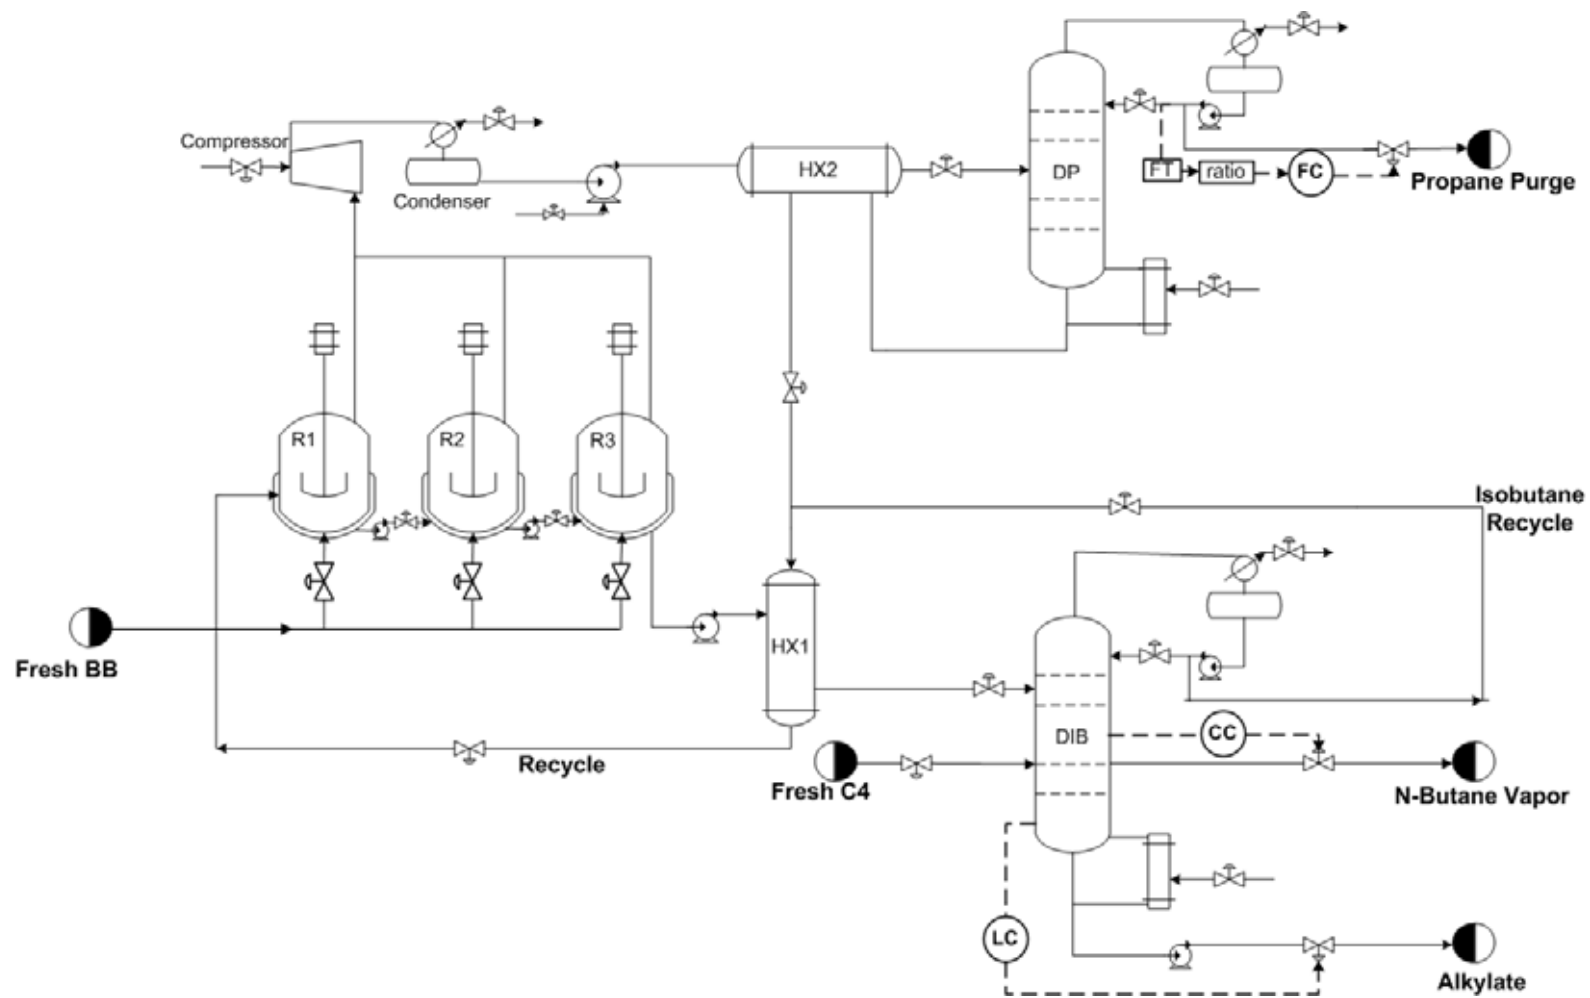 Compressor
Condenser
HX2
DP
FT
ratio
FC
Propane Purge
R1
R2
R3
Isobutane
Recycle
Fresh BB
HX1
Recycle
Fresh C4
DIB
CC
N-Butane Vapor
LC
Alkylate